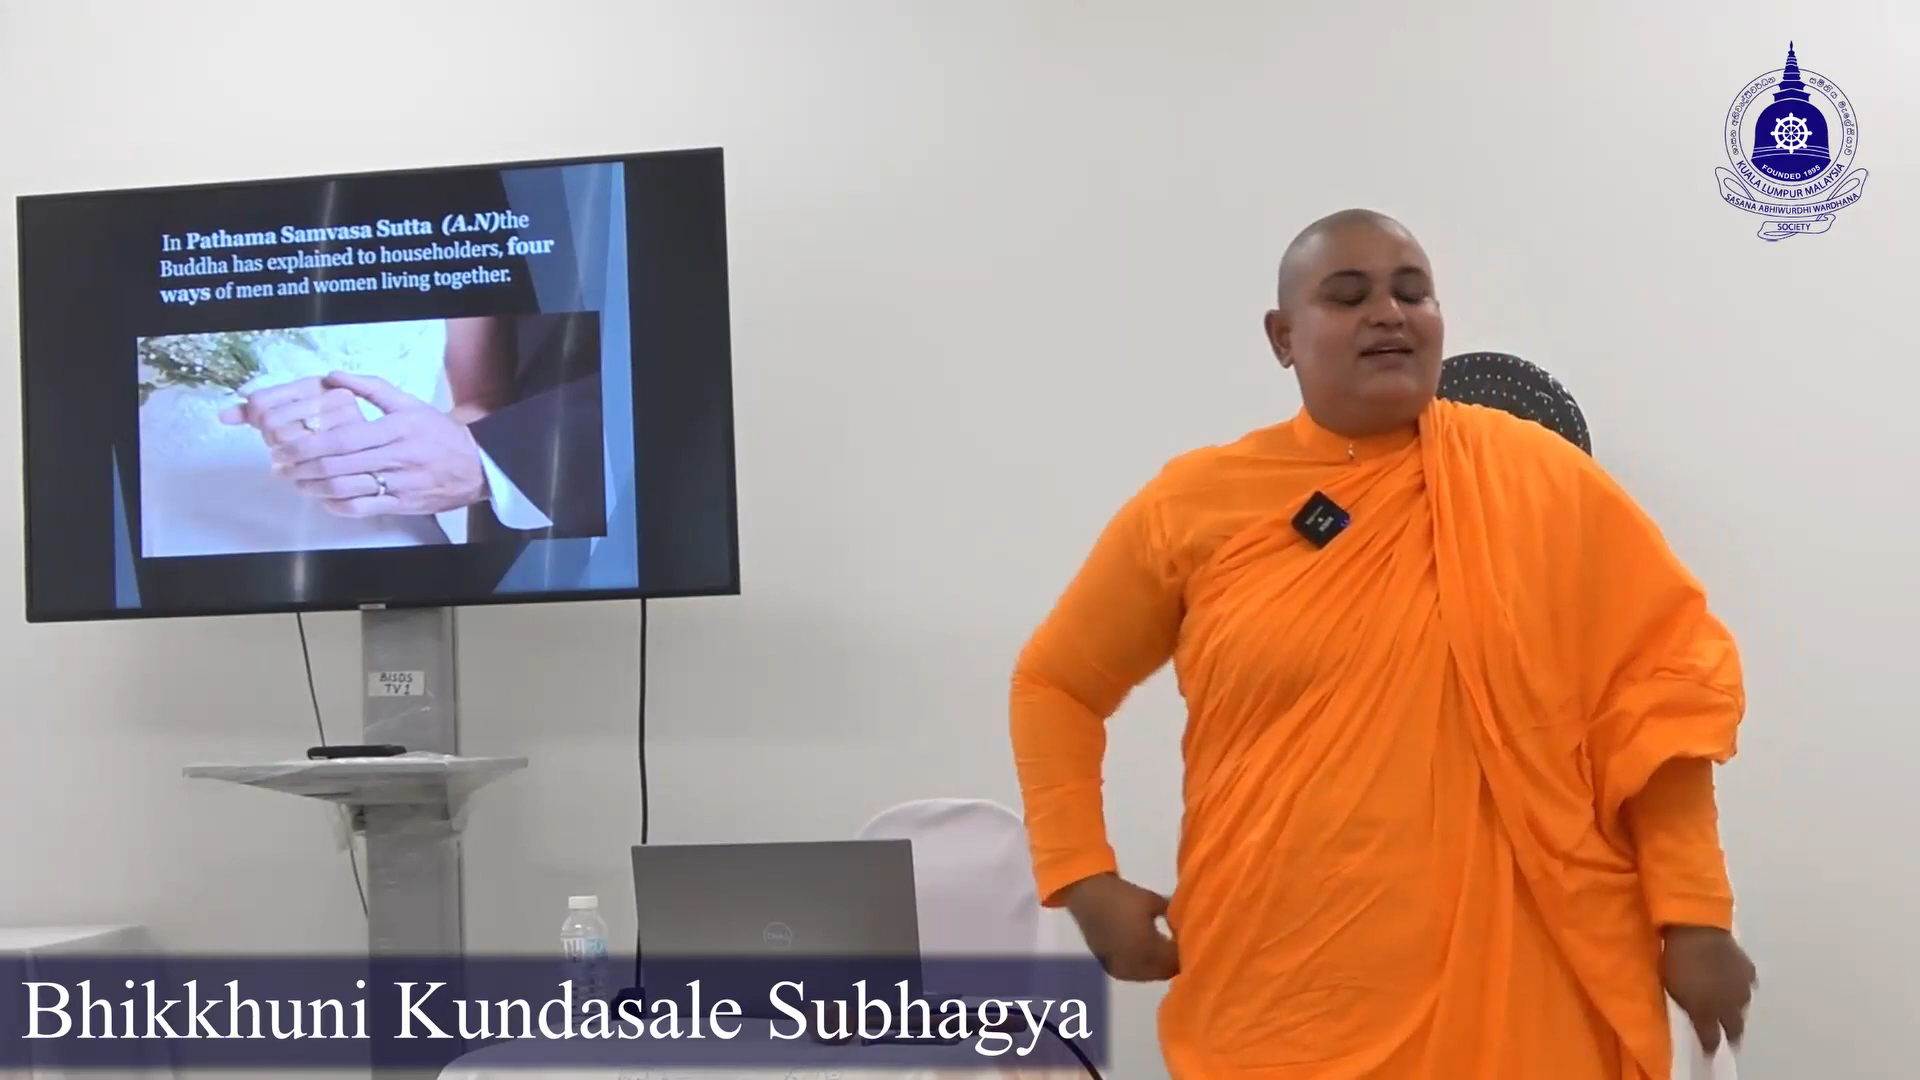 In Pathama Samvasa Sutta (A.N)the
Buddha has explained to householders, four
ways of men and women living together.
BISDS
TV 1
DELL
FOUNDED 1895
KUALA LUMPUR MALAYSIA
SASANA ABHIWURDHI WARDHANA
SOCIETY
Bhikkhuni Kundasale Subhagya